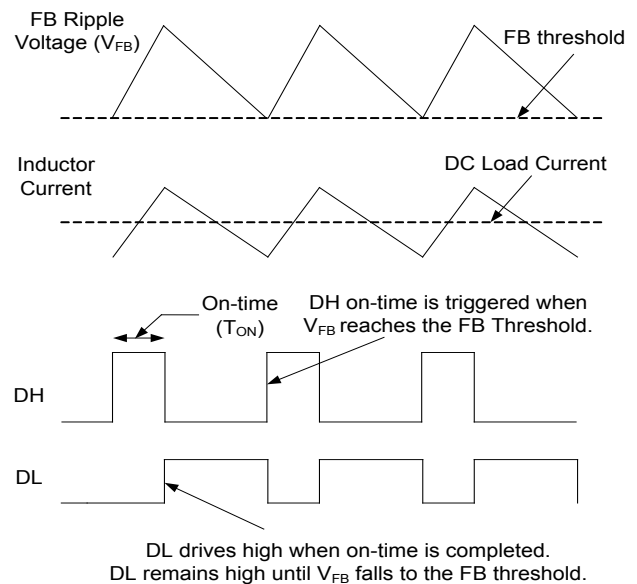 FB Ripple
Voltage (VFB)
FB threshold
Inductor
Current
DC Load Current
On-time
(TON)
DH on-time is triggered when
VFB reaches the FB Threshold.
DH
DL
DL drives high when on-time is completed.
DL remains high until VFB falls to the FB threshold.